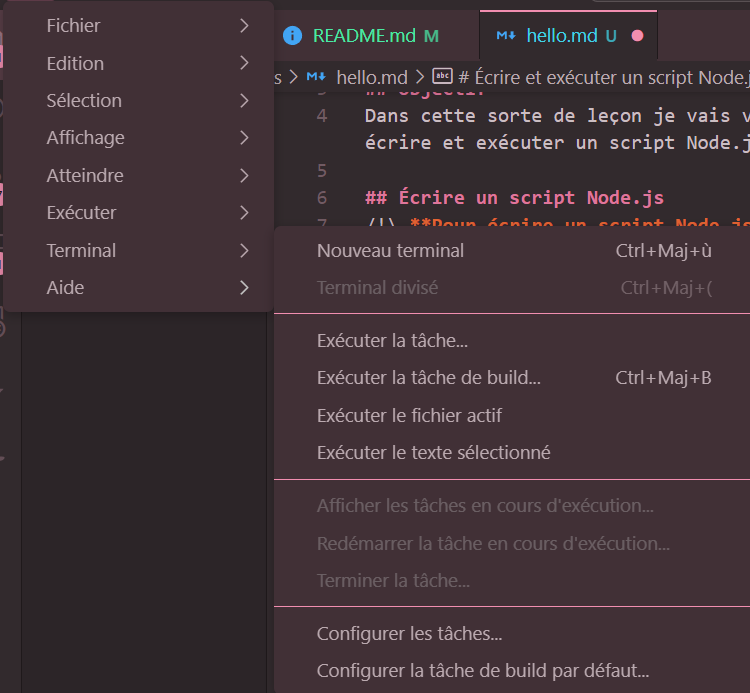 Fichier
Edition
Sélection
Affichage
Atteindre
Exécuter
Terminal
Aide
README.md M
hello.md U
hello.md > # Écrire et exécuter un script Node.j
4 Dans cette sorte de leçon je vais v
écrire et exécuter un script Node.j
5
6 ## Écrire un script Node.js
7 /!\ **Pour écrire un script Node.js
Nouveau terminal Ctrl+Maj+ù
Terminal divisé Ctrl+Maj+(
Exécuter la tâche...
Exécuter la tâche de build... Ctrl+Maj+B
Exécuter le fichier actif
Exécuter le texte sélectionné
Afficher les tâches en cours d'exécution...
Redémarrer la tâche en cours d'exécution...
Terminer la tâche...
Configurer les tâches...
Configurer la tâche de build par défaut...